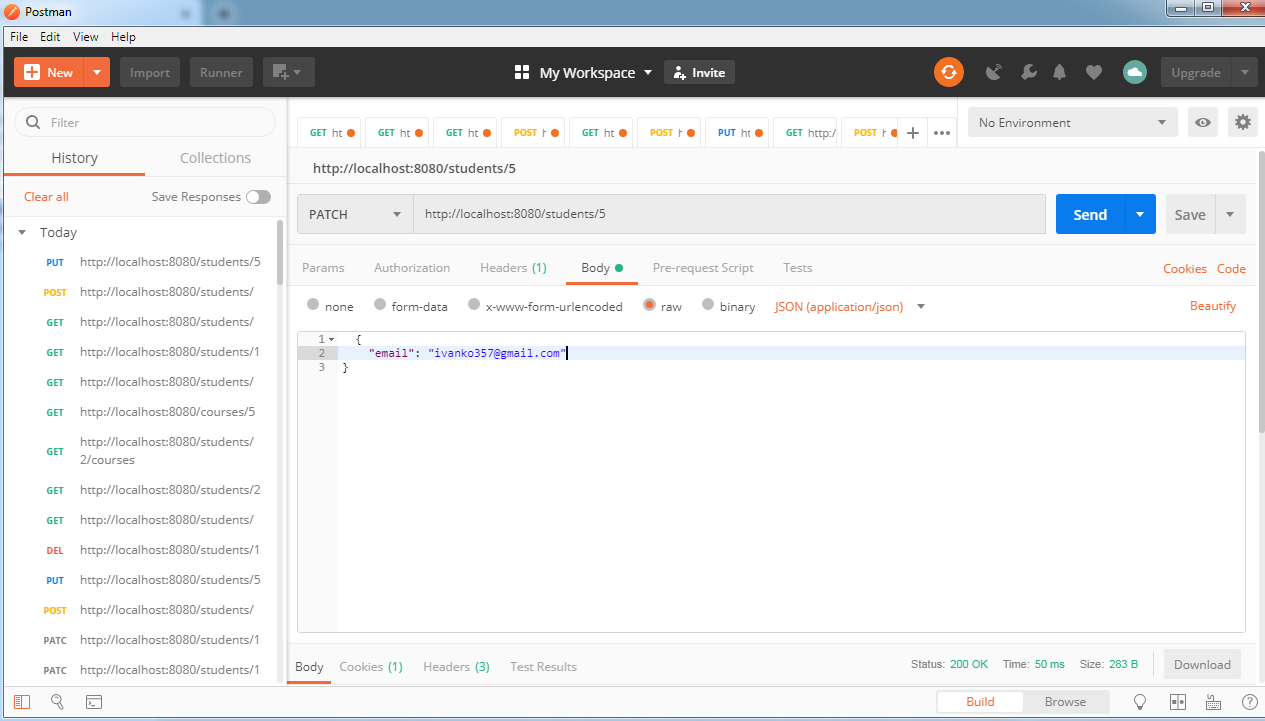 Postman
File Edit View Help
New Import Runner My Workspace Invite Upgrade
Filter
History Collections
Clear all Save Responses
Today
PUT http://localhost:8080/students/5
POST http://localhost:8080/students/
GET http://localhost:8080/students/
GET http://localhost:8080/students/1
GET http://localhost:8080/students/
GET http://localhost:8080/courses/5
GET http://localhost:8080/students/
2/courses
GET http://localhost:8080/students/2
GET http://localhost:8080/students/
DEL http://localhost:8080/students/1
PUT http://localhost:8080/students/5
POST http://localhost:8080/students/
PATC http://localhost:8080/students/1
PATC http://localhost:8080/students/1
GET ht GET ht GET ht POST h GET ht POST h PUT ht GET http:/ POST h
No Environment
http://localhost:8080/students/5
PATCH http://localhost:8080/students/5 Send Save
Params Authorization Headers (1) Body Pre-request Script Tests Cookies Code
none form-data x-www-form-urlencoded raw binary JSON (application/json) Beautify
1 {
2 "email": "ivanko357@gmail.com"
3 }
Body Cookies (1) Headers (3) Test Results Status: 200 OK Time: 50 ms Size: 283 B Download
Build Browse